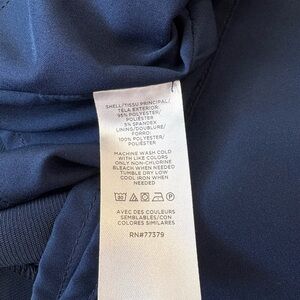 SHELL/TISSU PRINCIPAL/
TELA EXTERIOR:
95% POLYESTER/
POLIESTER
5% SPANDEX
LINING/DOUBLURE/
FORRO:
100% POLYESTER/
POLIESTER
MACHINE WASH COLD
WITH LIKE COLORS
ONLY NON-CHLORINE
BLEACH WHEN NEEDED
TUMBLE DRY LOW
COOL IRON WHEN
NEEDED
AVEC DES COULEURS
SEMBLABLES/CON
COLORES SIMILARES
RN#77379